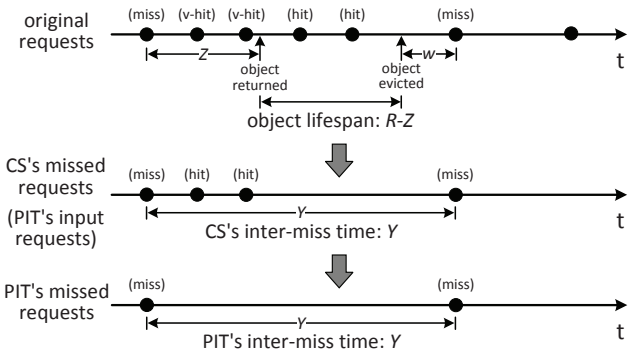 (miss) (v-hit) (v-hit) (hit) (hit) (miss)
original
requests
Z
w
t
object
returned
object
evicted
object lifespan: R-Z
CS's missed
requests
(PIT's input
requests)
(miss) (hit) (hit) (miss)
Y
t
CS's inter-miss time: Y
PIT's missed
requests
(miss) (miss)
Y
t
PIT's inter-miss time: Y